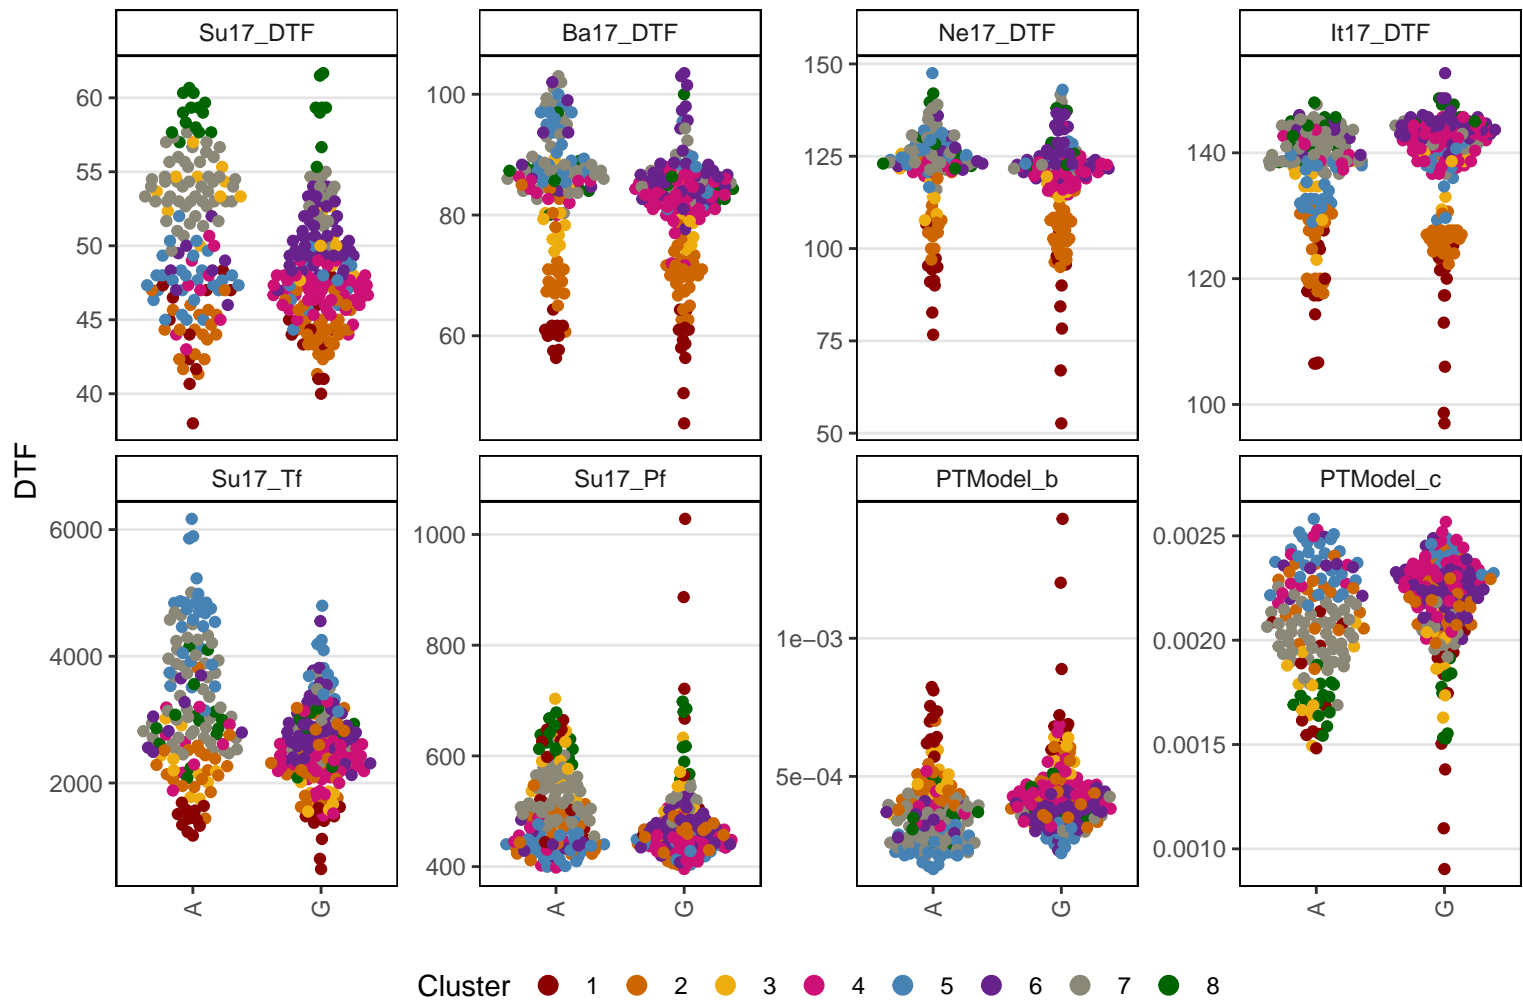 Su17_DTF Ba17_DTF Ne17_DTF It17_DTF
60 55 50 45 40
100 80 60
150 125 100 75 50
140 120 100
DTF
Su17_Tf Su17_Pf PTModel_b PTModel_c
6000 4000 2000
1000 800 600 400
1e−03 5e−04
0.0025 0.0020 0.0015 0.0010
A G A G A G A G
Cluster 1 2 3 4 5 6 7 8